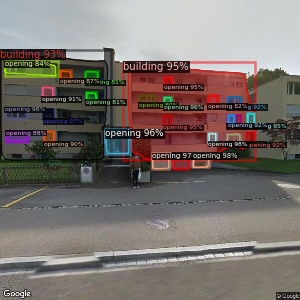 building 93%
building 95%
opening 84%
opening 87%
opening 81%
opening 95%
opening 91%
opening 81%
opening 96%
opening 82%
opening 92%
opening 98%
opening 97%
opening 92%
opening 95%
opening 95%
opening 88%
opening 96%
opening 90%
opening 98%
opening 92%
opening 97
opening 98%
Google
© Google